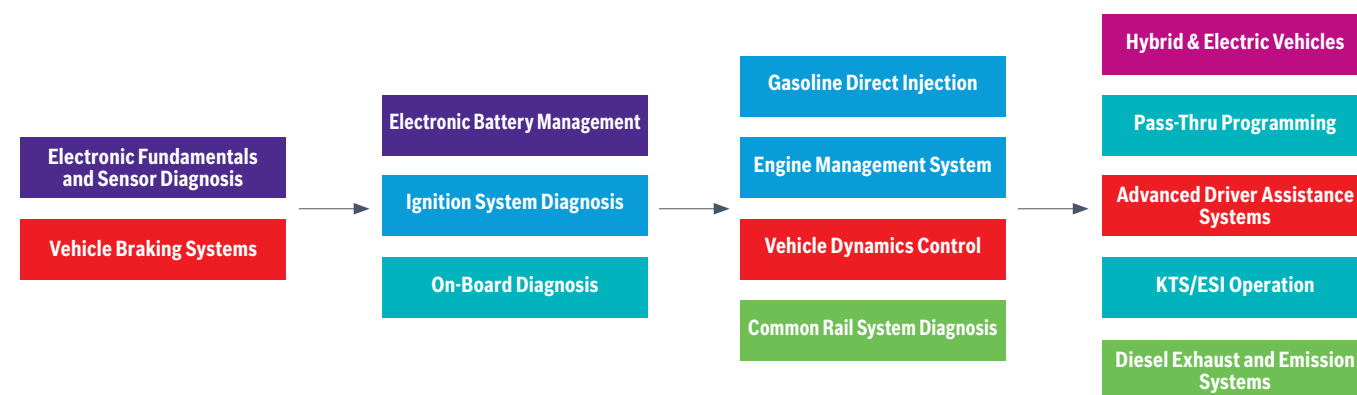 Electronic Fundamentals
and Sensor Diagnosis
Vehicle Braking Systems
Electronic Battery Management
Ignition System Diagnosis
On-Board Diagnosis
Gasoline Direct Injection
Engine Management System
Vehicle Dynamics Control
Common Rail System Diagnosis
Hybrid & Electric Vehicles
Pass-Thru Programming
Advanced Driver Assistance
Systems
KTS/ESI Operation
Diesel Exhaust and Emission
Systems